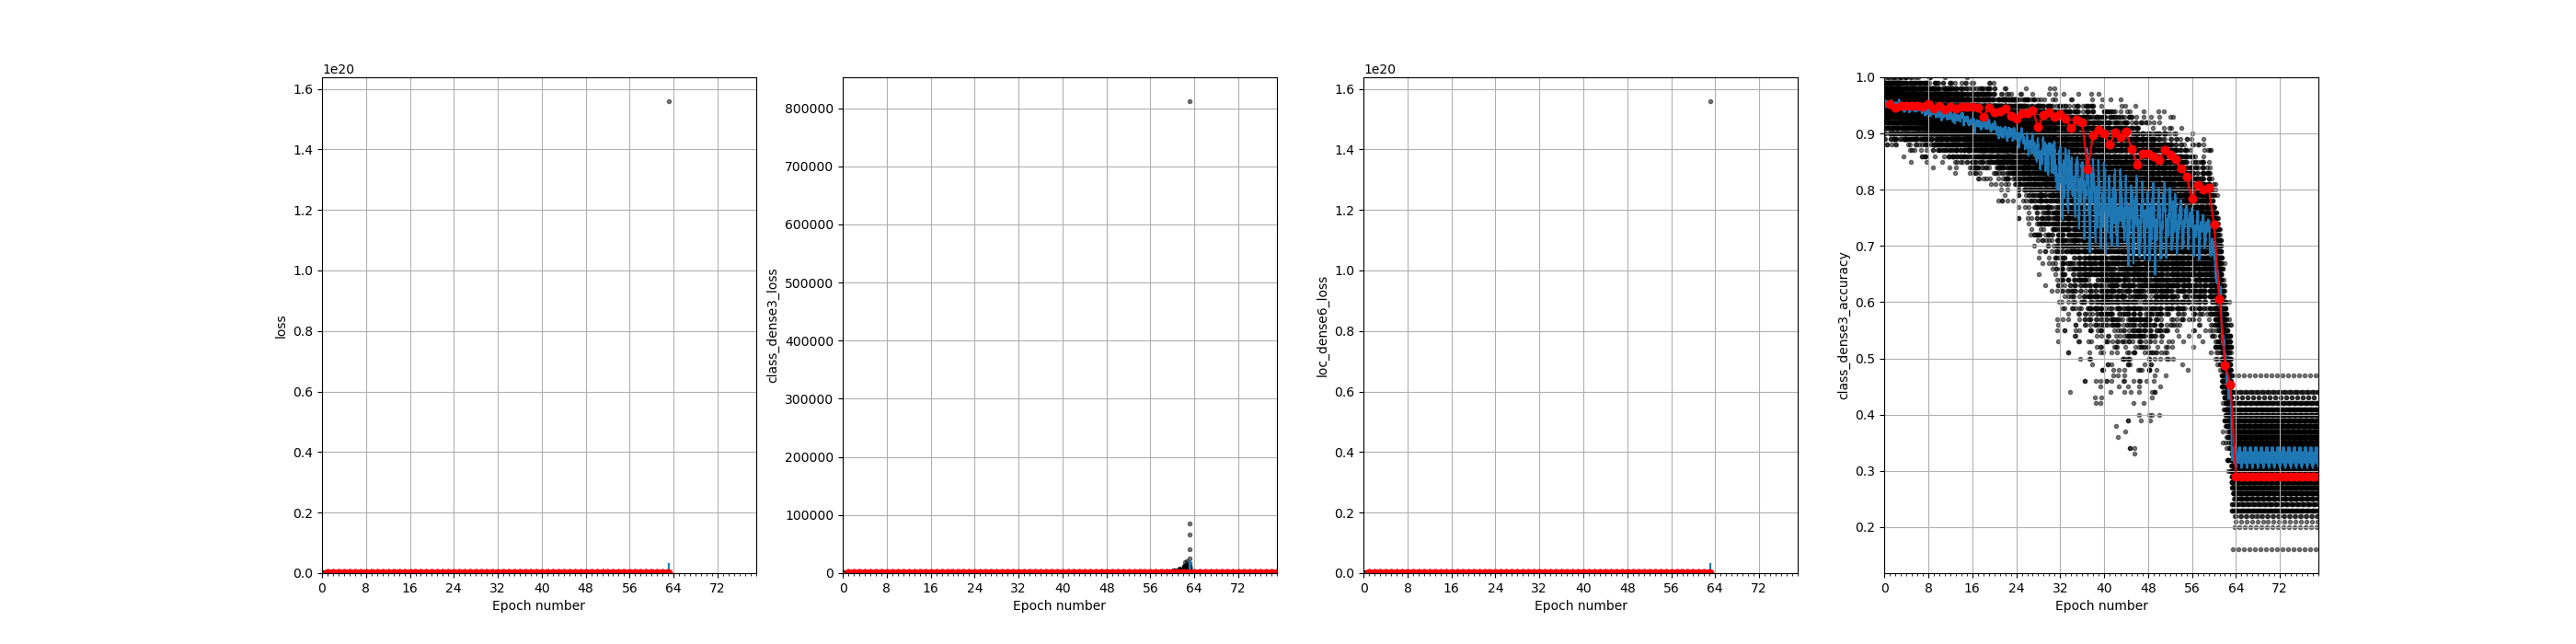 1e20
1.6
1.4
1.2
1.0
0.8
0.6
0.4
0.2
0.0
loss
0 8 16 24 32 40 48 56 64 72
Epoch number
800000
700000
600000
500000
400000
300000
200000
100000
0
class_dense3_loss
0 8 16 24 32 40 48 56 64 72
Epoch number
1e20
1.6
1.4
1.2
1.0
0.8
0.6
0.4
0.2
0.0
loc_dense6_loss
0 8 16 24 32 40 48 56 64 72
Epoch number
1.0
0.9
0.8
0.7
0.6
0.5
0.4
0.3
0.2
class_dense3_accuracy
0 8 16 24 32 40 48 56 64 72
Epoch number